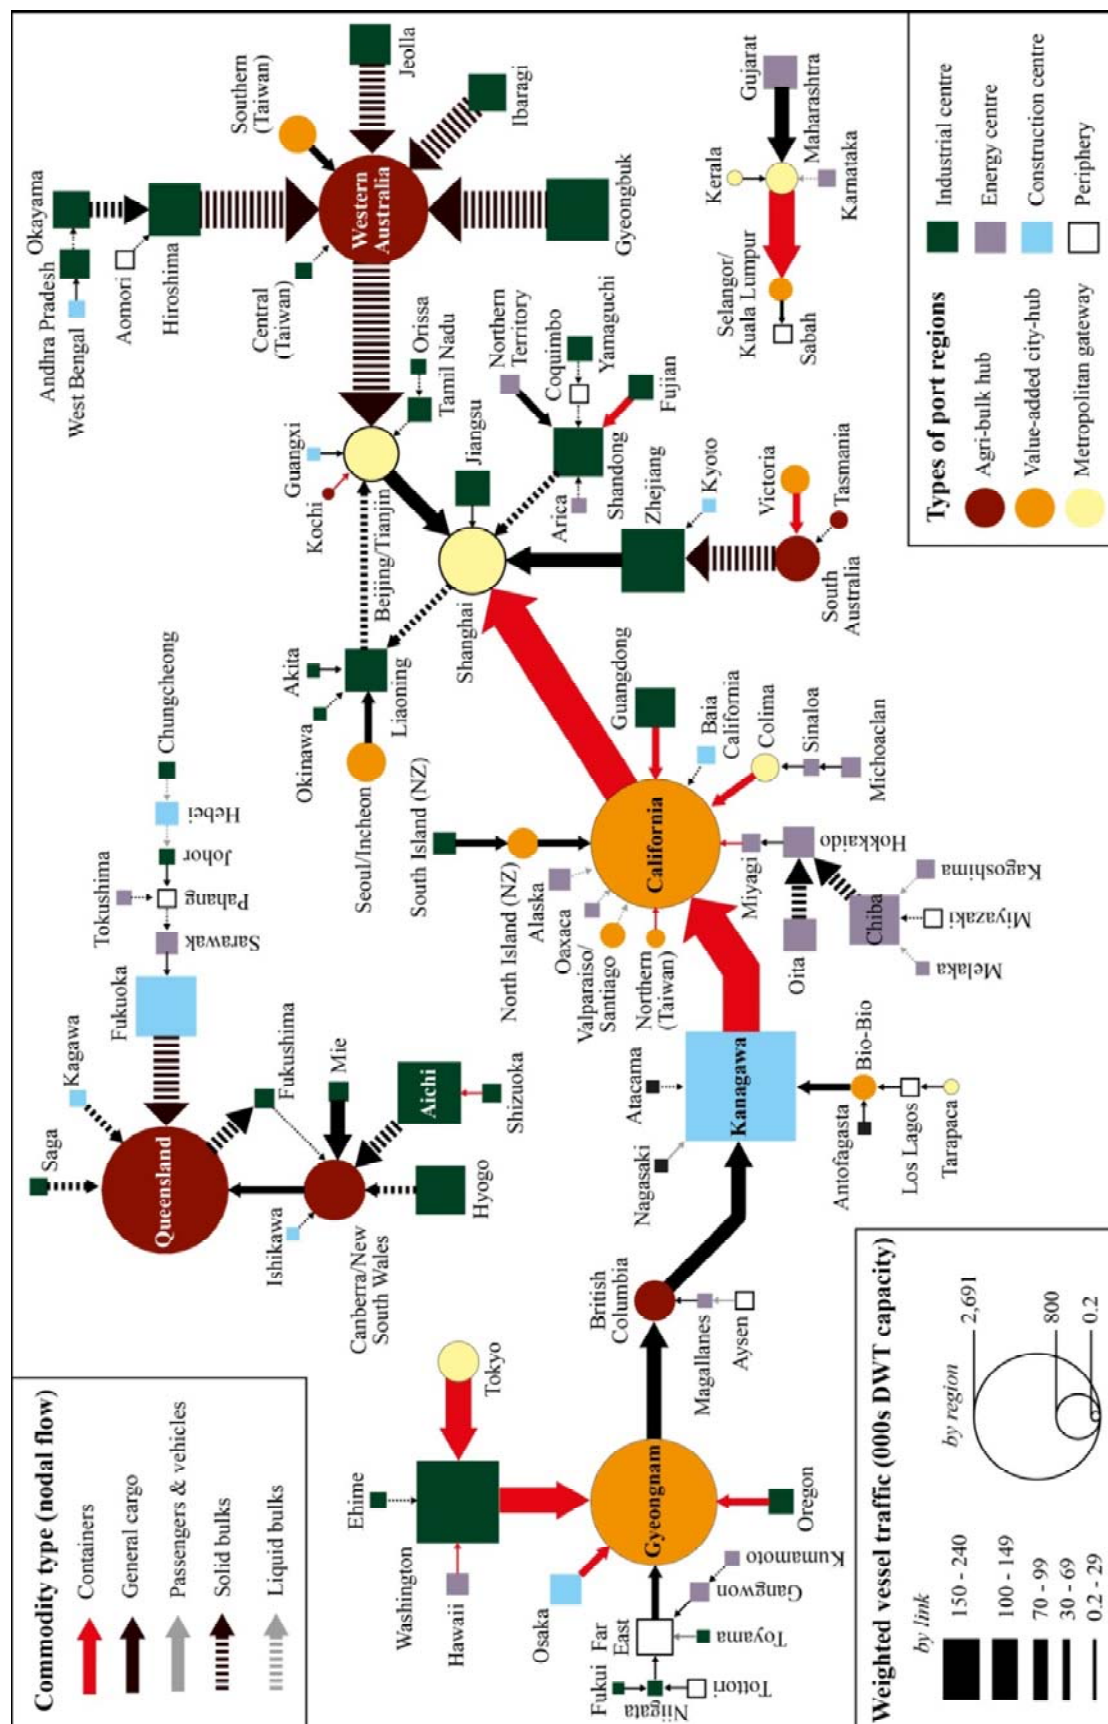 Commodity type (nodal flow)
Containers
General cargo
Passengers & vehicles
Solid bulks
Liquid bulks
Weighted vessel traffic (000s DWT capacity)
by link
150 - 240
100 - 149
70 - 99
30 - 69
0.2 - 29
by region
2,691
800
0.2
Types of port regions
Agri-bulk hub
Value-added city-hub
Metropolitan gateway
Industrial centre
Energy centre
Construction centre
Periphery
Ehime
Washington
Hawaii
Tokyo
Osaka
Gyeongnam
Oregon
Far
East
Fukui
Niigata
Tottori
Toyama
Gangwon
Kumamoto
British
Columbia
Magallanes
Aysen
Saga
Kagawa
Queensland
Fukushima
Ishikawa
Canberra/New
South Wales
Mie
Aichi
Shizuoka
Hyogo
Fukuoka
Sarawak
Tokushima
Pahang
Johor
Hebei
Chungcheong
Nagasaki
Atacama
Kanagawa
Bio-Bio
Antofagasta
Los Lagos
Tarapaca
South Island (NZ)
North Island (NZ)
Alaska
Oaxaca
Valparaiso/
Santiago
Northern
(Taiwan)
California
Guangdong
Baia
California
Colima
Sinaloa
Michoaclan
Miyagi
Hokkaido
Oita
Chiba
Kagoshima
Miyazaki
Melaka
Okinawa
Akita
Seoul/Incheon
Liaoning
Shanghai
Beijing/Tianjin
Kochi
Guangxi
Orissa
Tamil Nadu
Jiangsu
Northern
Territory
Coquimbo
Yamaguchi
Arica
Shandong
Fujian
Zhejiang
Kyoto
Victoria
South
Australia
Tasmania
Andhra Pradesh
West Bengal
Okayama
Aomori
Hiroshima
Central
(Taiwan)
Southern
(Taiwan)
Western
Australia
Jeolla
Ibaragi
Gyeongbuk
Gujarat
Kerala
Maharashtra
Karnataka
Selangor/
Kuala Lumpur
Sabah